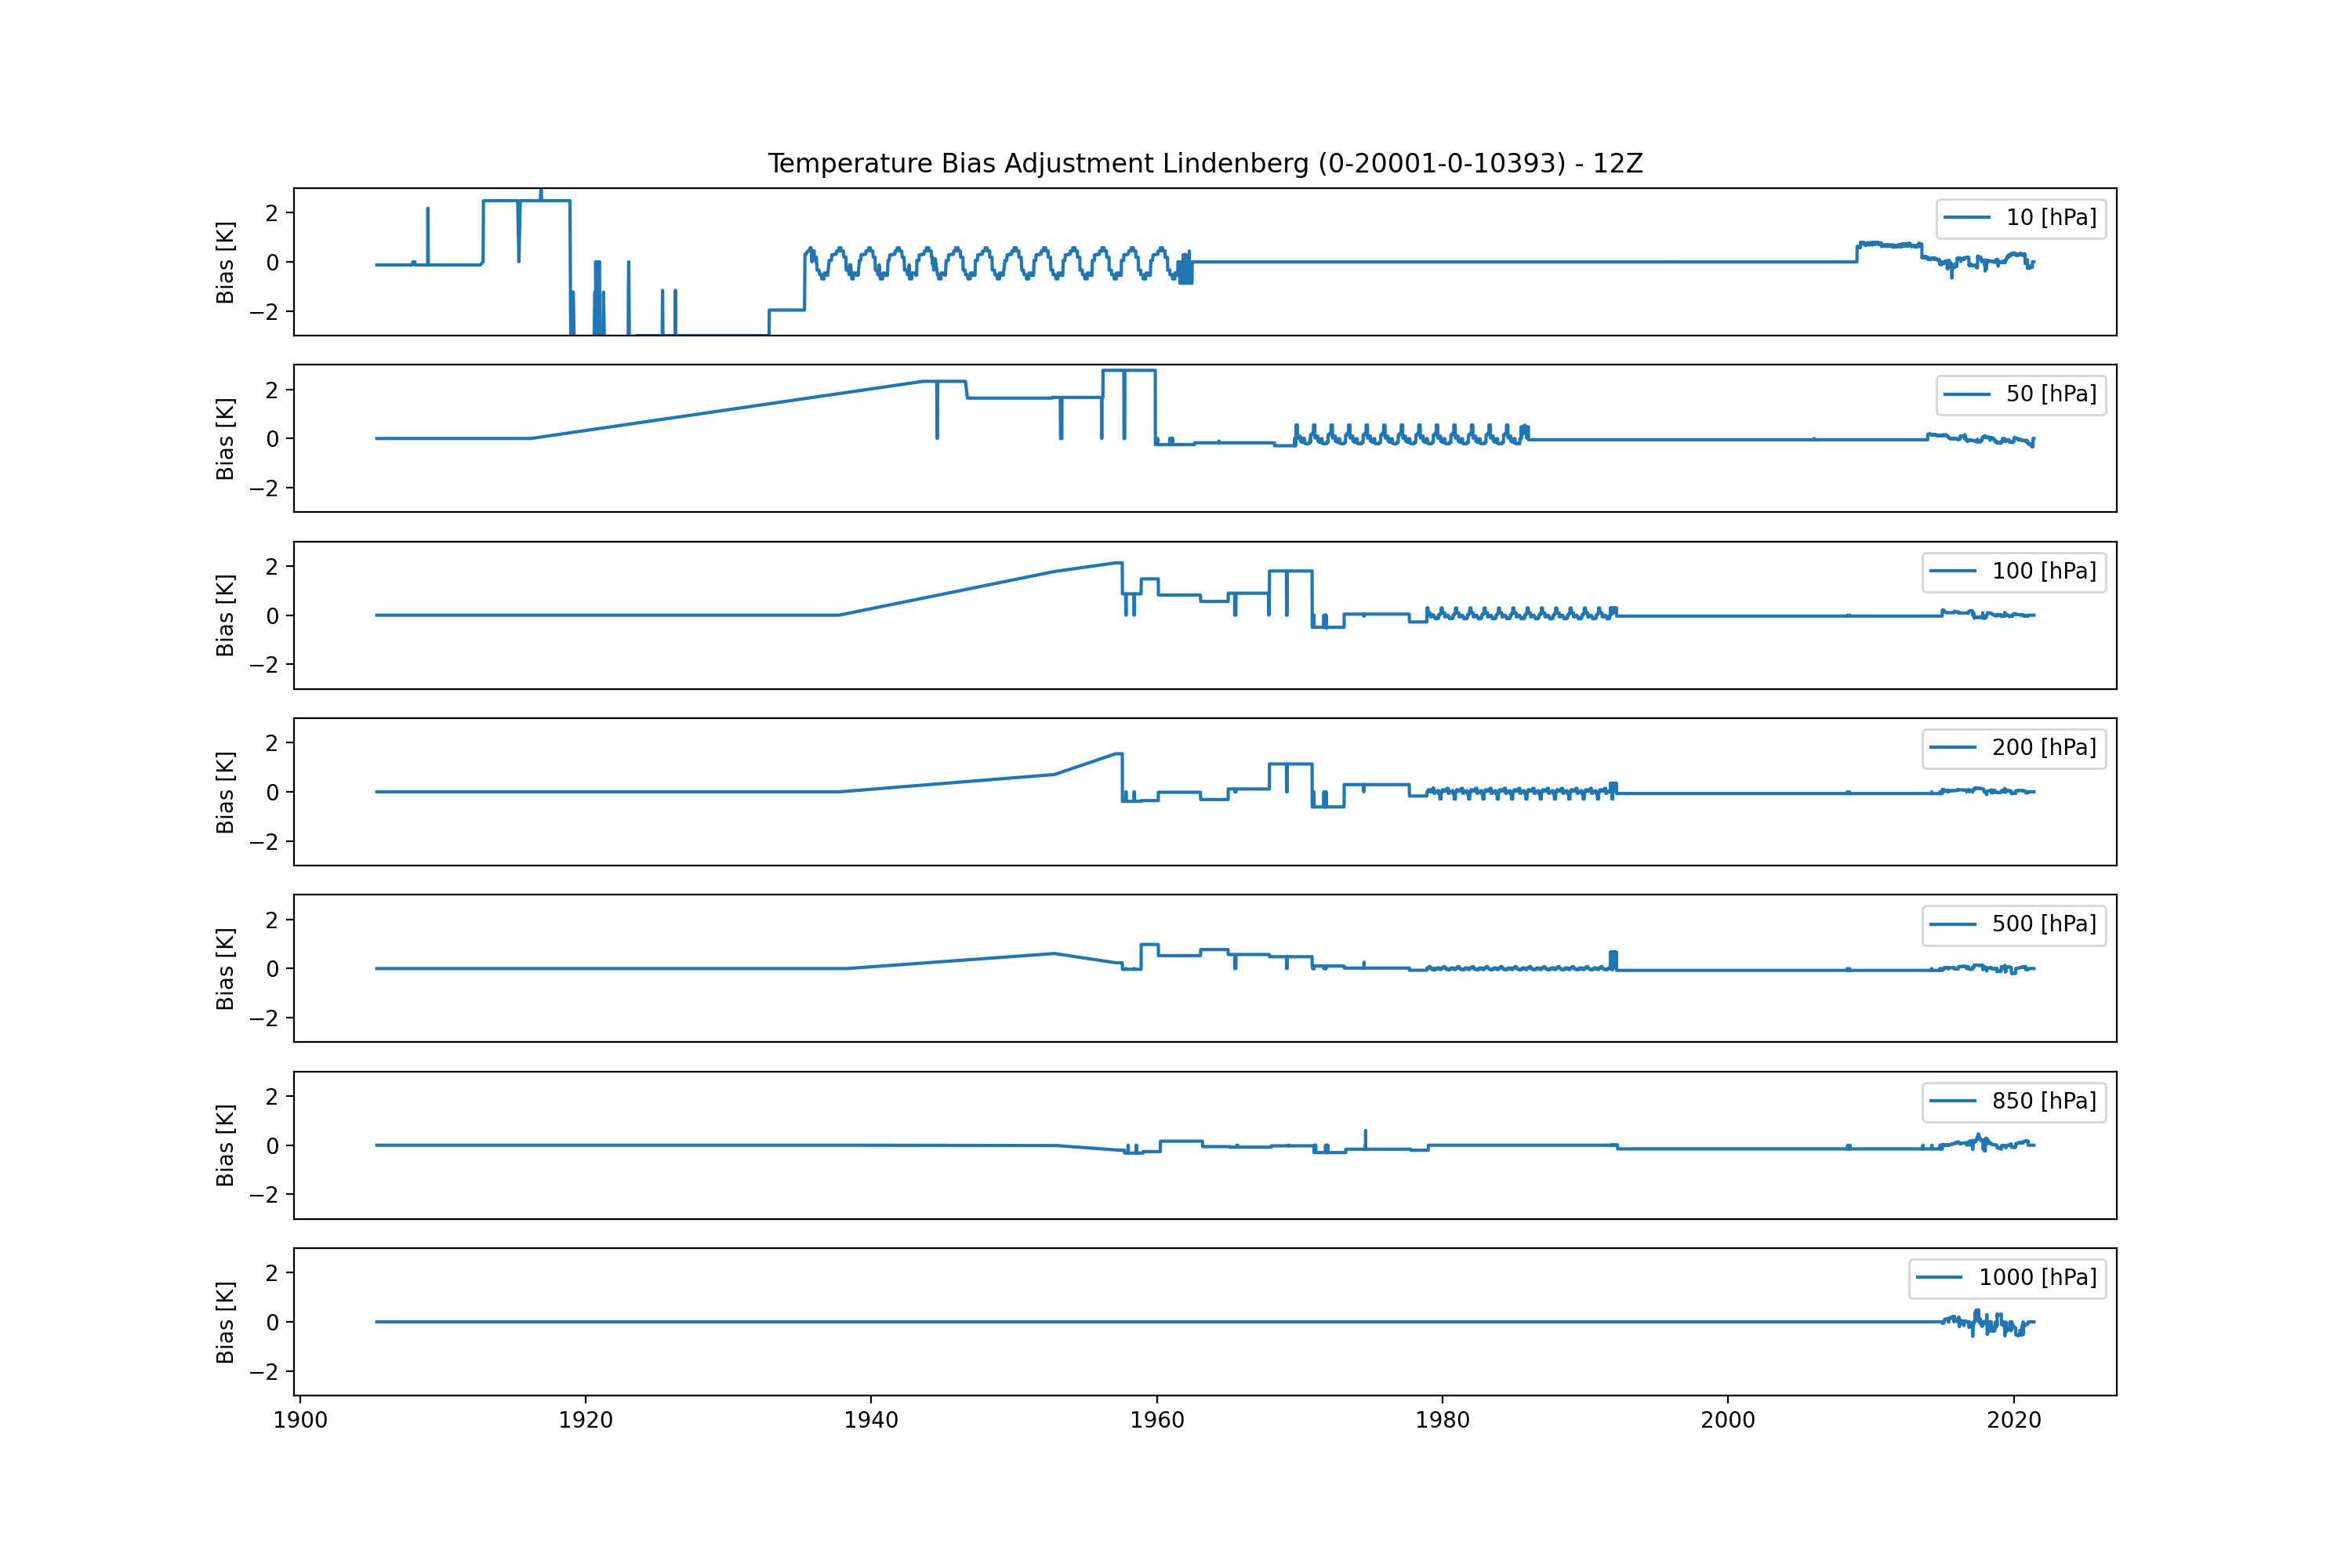 Temperature Bias Adjustment Lindenberg (0-20001-0-10393) - 12Z
Bias [K]
2
0
−2
10 [hPa]
Bias [K]
2
0
−2
50 [hPa]
Bias [K]
2
0
−2
100 [hPa]
Bias [K]
2
0
−2
200 [hPa]
Bias [K]
2
0
−2
500 [hPa]
Bias [K]
2
0
−2
850 [hPa]
Bias [K]
2
0
−2
1000 [hPa]
1900 1920 1940 1960 1980 2000 2020